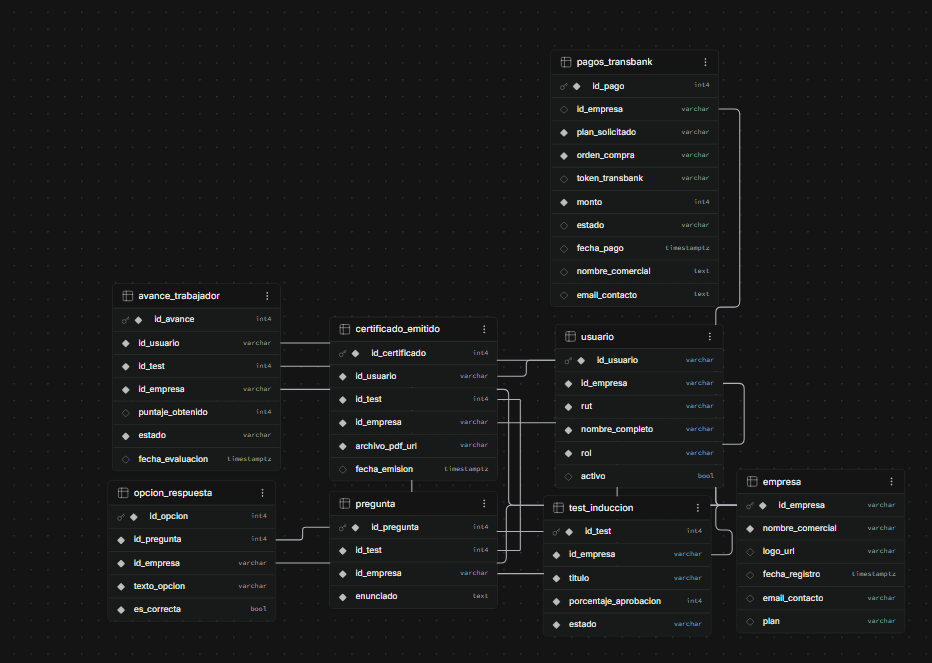 pagos_transbank
id_pago int4
id_empresa varchar
plan_solicitado varchar
orden_compra varchar
token_transbank varchar
monto int4
estado varchar
fecha_pago timestamptz
nombre_comercial text
email_contacto text
avance_trabajador
id_avance int4
id_usuario varchar
id_test int4
id_empresa varchar
puntaje_obtenido int4
estado varchar
fecha_evaluacion timestamptz
certificado_emitido
id_certificado int4
id_usuario varchar
id_test int4
id_empresa varchar
archivo_pdf_url varchar
fecha_emision timestamptz
usuario
id_usuario varchar
id_empresa varchar
rut varchar
nombre_completo varchar
rol varchar
activo bool
opcion_respuesta
id_opcion int4
id_pregunta int4
id_empresa varchar
texto_opcion varchar
es_correcta bool
pregunta
id_pregunta int4
id_test int4
id_empresa varchar
enunciado text
test_induccion
id_test int4
id_empresa varchar
titulo varchar
porcentaje_aprobacion int4
estado varchar
empresa
id_empresa varchar
nombre_comercial varchar
logo_url varchar
fecha_registro timestamptz
email_contacto varchar
plan varchar